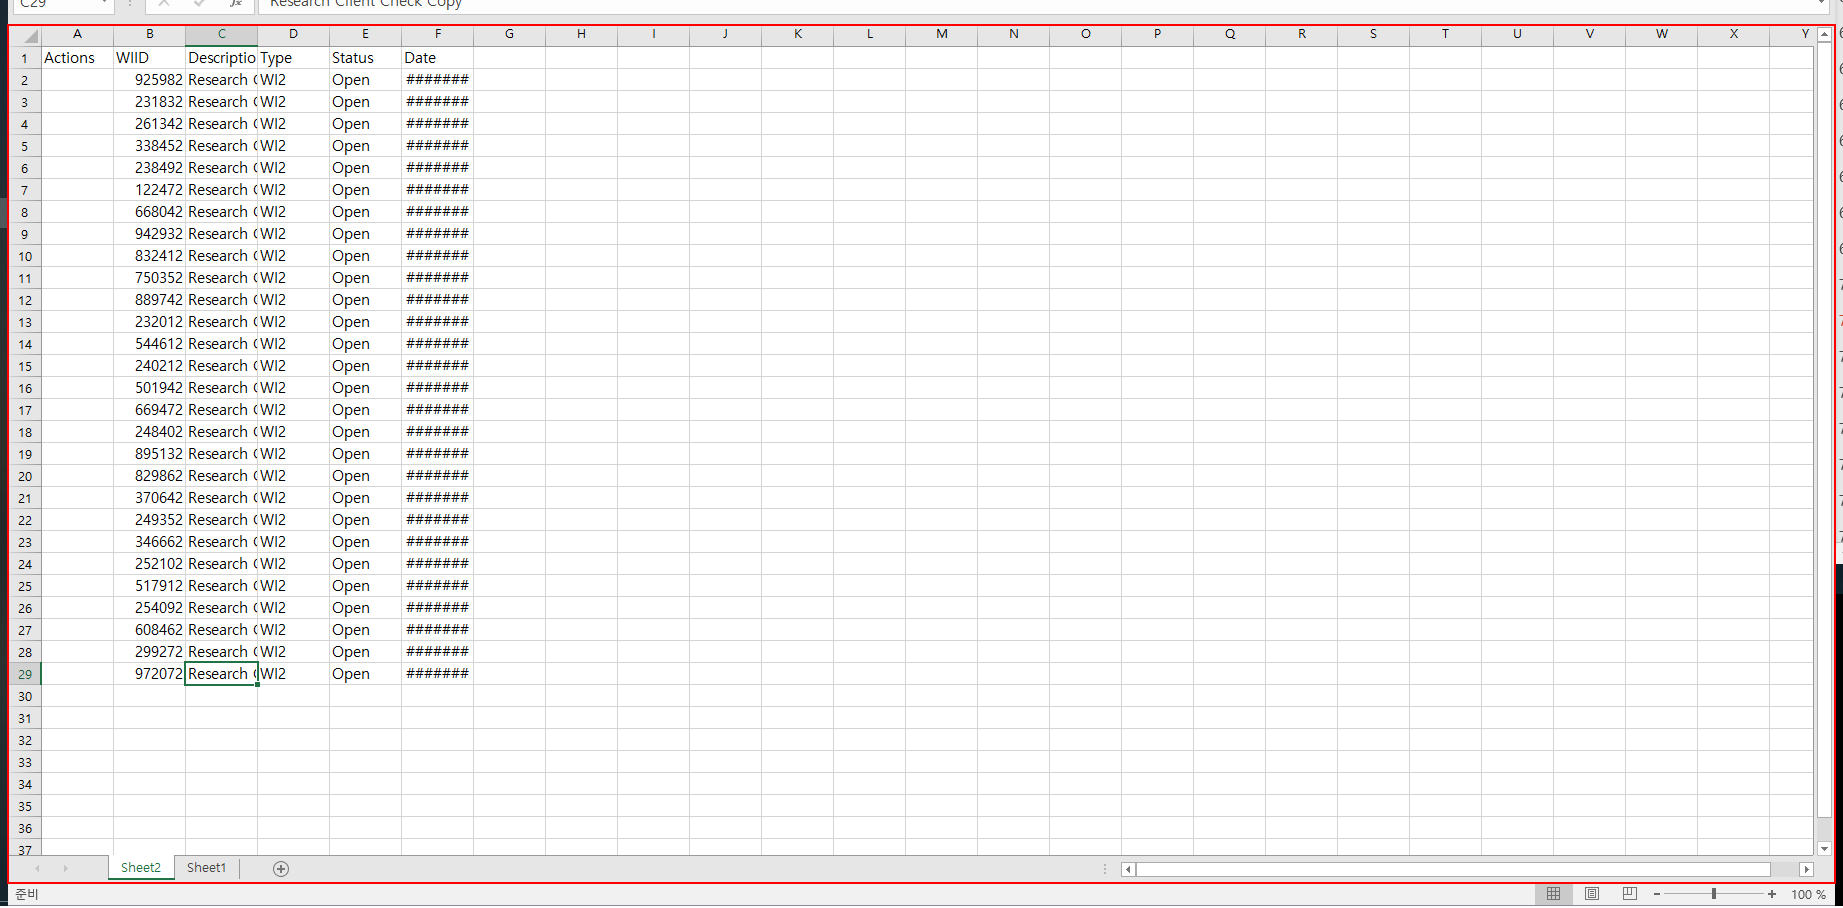 C29 fx Research Client Check Copy
A B C D E F G H I J K L M N O P Q R S T U V W X Y
1 Actions WIID Descriptio Type Status Date
2 925982 Research WI2 Open #######
3 231832 Research WI2 Open #######
4 261342 Research WI2 Open #######
5 338452 Research WI2 Open #######
6 238492 Research WI2 Open #######
7 122472 Research WI2 Open #######
8 668042 Research WI2 Open #######
9 942932 Research WI2 Open #######
10 832412 Research WI2 Open #######
11 750352 Research WI2 Open #######
12 889742 Research WI2 Open #######
13 232012 Research WI2 Open #######
14 544612 Research WI2 Open #######
15 240212 Research WI2 Open #######
16 501942 Research WI2 Open #######
17 669472 Research WI2 Open #######
18 248402 Research WI2 Open #######
19 895132 Research WI2 Open #######
20 829862 Research WI2 Open #######
21 370642 Research WI2 Open #######
22 249352 Research WI2 Open #######
23 346662 Research WI2 Open #######
24 252102 Research WI2 Open #######
25 517912 Research WI2 Open #######
26 254092 Research WI2 Open #######
27 608462 Research WI2 Open #######
28 299272 Research WI2 Open #######
29 972072 Research WI2 Open #######
30
31
32
33
34
35
36
37
Sheet2 Sheet1
준비 100 %